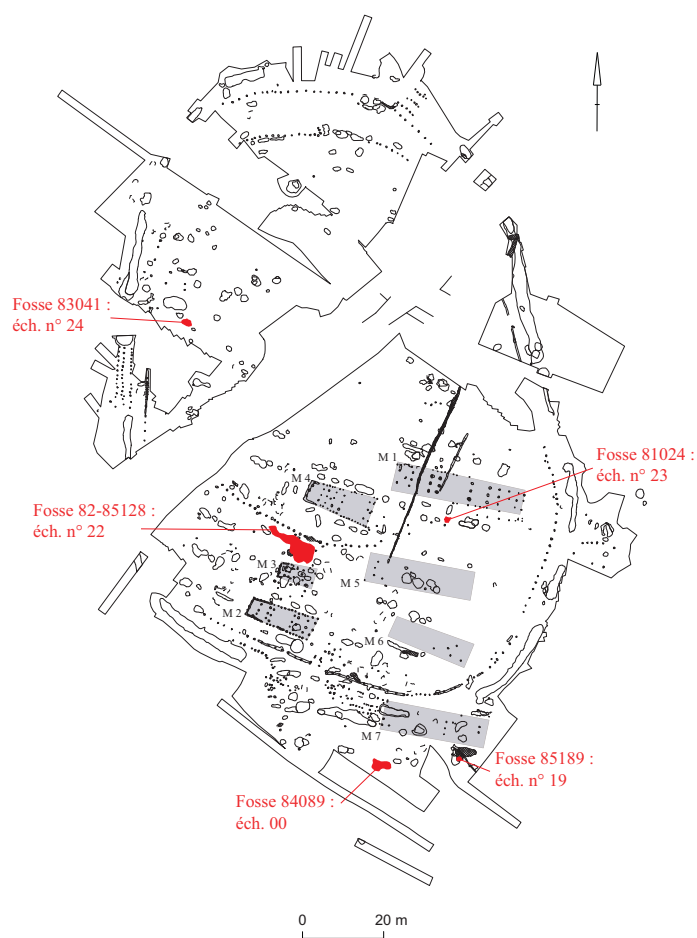 Fosse 83041 :
éch. n° 24
M 1
Fosse 81024 :
éch. n° 23
M 4
Fosse 82-85128 :
éch. n° 22
M 3
M 5
M 2
M 6
M 7
Fosse 85189 :
éch. n° 19
Fosse 84089 :
éch. 00
0 20 m